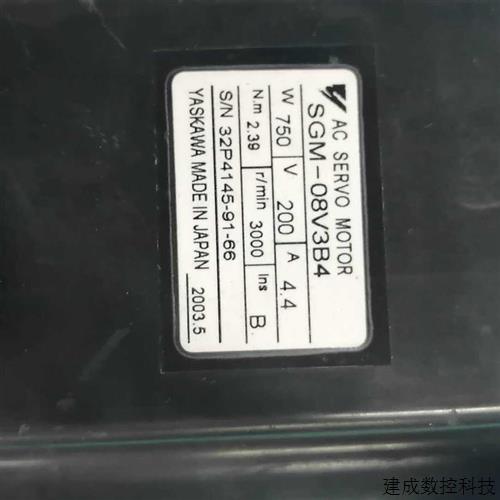 AC SERVO MOTOR
SGM-08V3B4
W 750 V 200 A 4.4
N.m 2.39 r/min 3000 Ins B
S/N 32P4145-91-66
YASKAWA MADE IN JAPAN 2003.5
建成数控科技